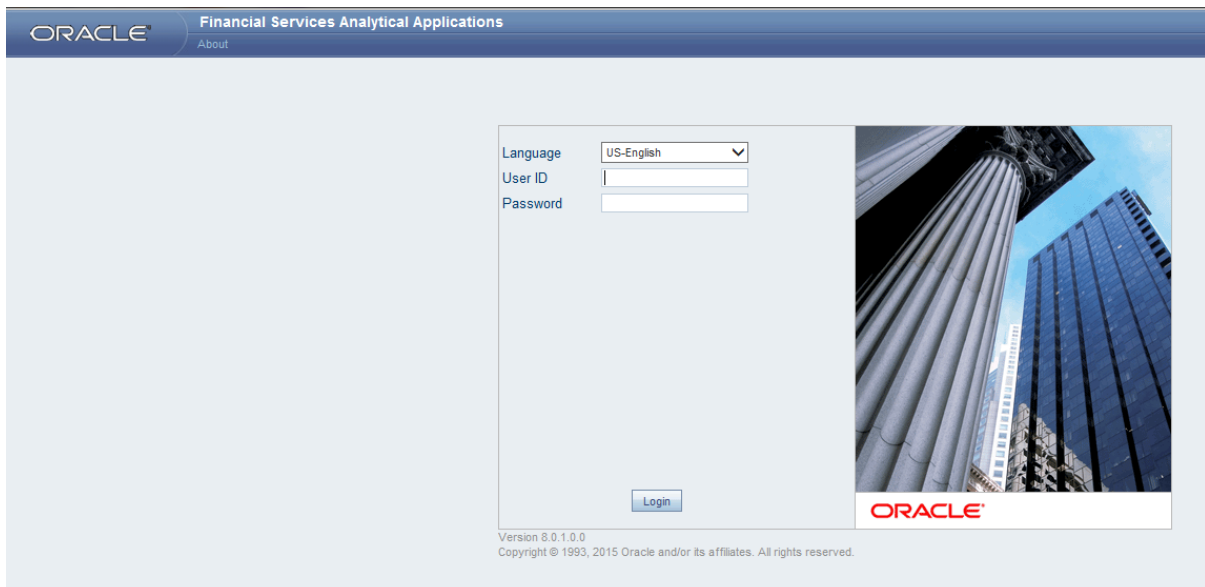 ORACLE
Financial Services Analytical Applications
About
Language US-English
User ID
Password
Login
ORACLE
Version 8.0.1.0.0
Copyright © 1993, 2015 Oracle and/or its affiliates. All rights reserved.